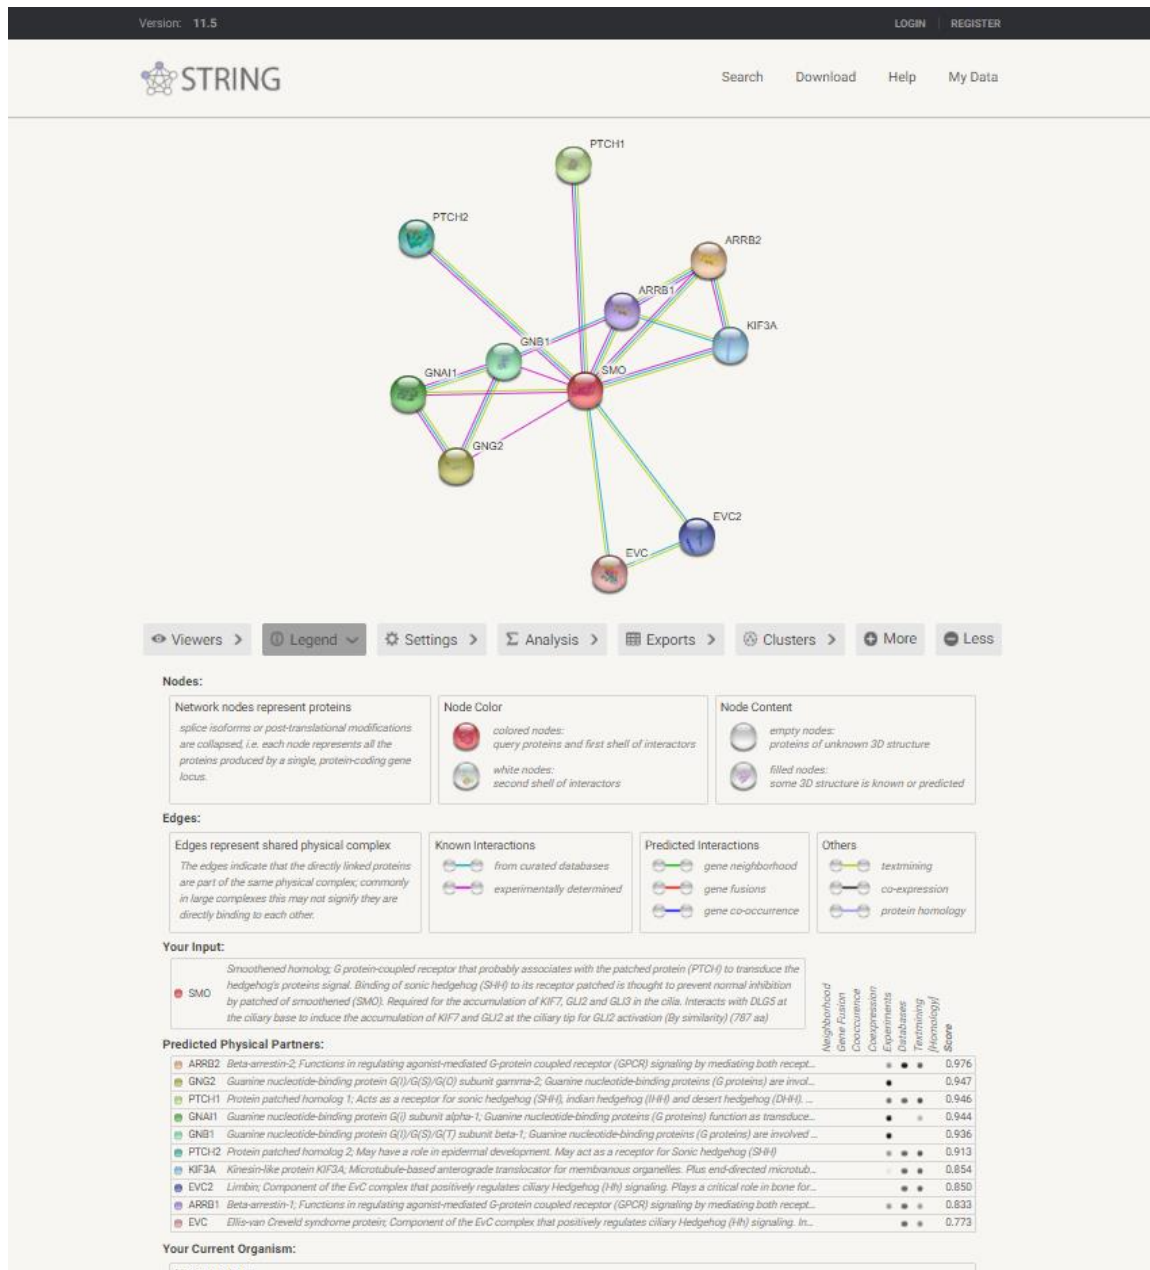 Version: 11.5
LOGIN REGISTER
STRING
Search Download Help My Data
PTCH1
PTCH2
ARRB2
ARRB1
KIF3A
GNB1
SMO
GNAI1
GNG2
EVC2
EVC
Viewers Legend Settings Analysis Exports Clusters More Less
Nodes:
Network nodes represent proteins
splice isoforms or post-translational modifications
are collapsed, i.e. each node represents all the
proteins produced by a single, protein-coding gene
locus.
Node Color
colored nodes:
query proteins and first shell of interactors
white nodes:
second shell of interactors
Node Content
empty nodes:
proteins of unknown 3D structure
filled nodes:
some 3D structure is known or predicted
Edges:
Edges represent shared physical complex
The edges indicate that the directly linked proteins
are part of the same physical complex; commonly
in large complexes this may not signify they are
directly binding to each other.
Known Interactions
from curated databases
experimentally determined
Predicted Interactions
gene neighborhood
gene fusions
gene co-occurrence
Others
textmining
co-expression
protein homology
Your Input:
SMO
Smoothened homolog; G protein-coupled receptor that probably associates with the patched protein (PTCH) to transduce the
hedgehog's proteins signal. Binding of sonic hedgehog (SHH) to its receptor patched is thought to prevent normal inhibition
by patched of smoothened (SMO). Required for the accumulation of KIF7, GLI2 and GLI3 in the cilia. Interacts with DLG5 at
the ciliary base to induce the accumulation of KIF7 and GLI2 at the ciliary tip for GLI2 activation (By similarity) (787 aa)
Neighborhood
Gene Fusion
Cooccurence
Coexpression
Experiments
Databases
Textmining
[Homology]
Score
Predicted Physical Partners:
ARRB2 Beta-arrestin-2; Functions in regulating agonist-mediated G-protein coupled receptor (GPCR) signaling by mediating both recept... 0.976
GNG2 Guanine nucleotide-binding protein G(I)/G(S)/G(O) subunit gamma-2; Guanine nucleotide-binding proteins (G proteins) are invol... 0.947
PTCH1 Protein patched homolog 1; Acts as a receptor for sonic hedgehog (SHH), indian hedgehog (IHH) and desert hedgehog (DHH). ... 0.946
GNAI1 Guanine nucleotide-binding protein G(i) subunit alpha-1; Guanine nucleotide-binding proteins (G proteins) function as transduce... 0.944
GNB1 Guanine nucleotide-binding protein G(I)/G(S)/G(T) subunit beta-1; Guanine nucleotide-binding proteins (G proteins) are involved ... 0.936
PTCH2 Protein patched homolog 2; May have a role in epidermal development. May act as a receptor for Sonic hedgehog (SHH) 0.913
KIF3A Kinesin-like protein KIF3A; Microtubule-based anterograde translocator for membranous organelles. Plus end-directed microtub... 0.854
EVC2 Limbin; Component of the EvC complex that positively regulates ciliary Hedgehog (Hh) signaling. Plays a critical role in bone for... 0.850
ARRB1 Beta-arrestin-1; Functions in regulating agonist-mediated G-protein coupled receptor (GPCR) signaling by mediating both recept... 0.833
EVC Ellis-van Creveld syndrome protein; Component of the EvC complex that positively regulates ciliary Hedgehog (Hh) signaling. In... 0.773
Your Current Organism: